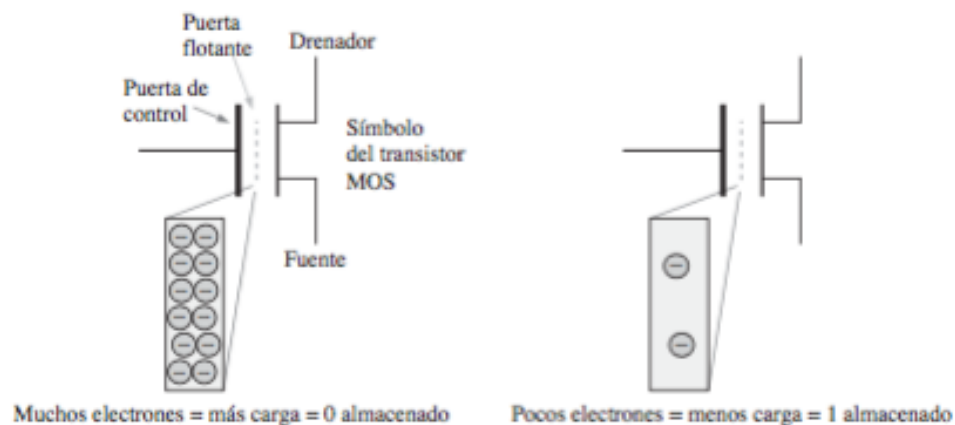 Puerta
flotante
Drenador
Puerta de
control
Símbolo
del transistor
MOS
Fuente
Muchos electrones = más carga = 0 almacenado
Pocos electrones = menos carga = 1 almacenado